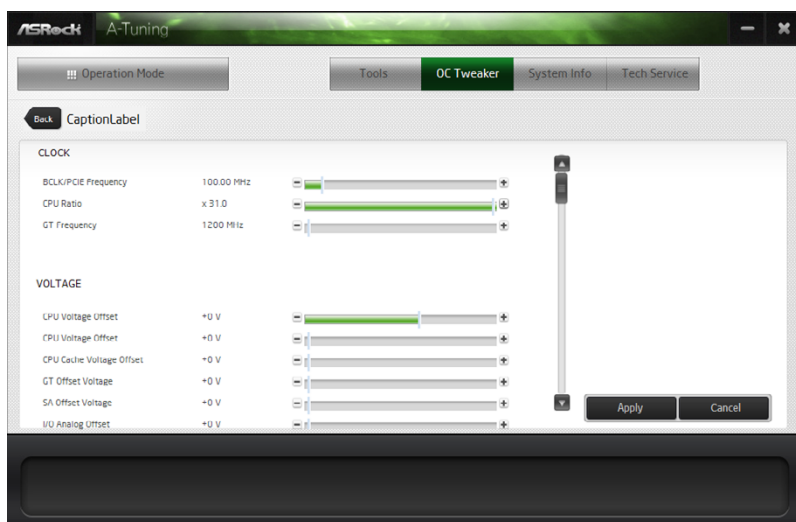 ASRock A-Tuning
Operation Mode Tools OC Tweaker System Info Tech Service
Back CaptionLabel
CLOCK
BCLK/PCIE Frequency 100.00 MHz
CPU Ratio x 31.0
GT Frequency 1200 MHz
VOLTAGE
CPU Voltage Offset +0 V
CPU Voltage Offset +0 V
CPU Cache Voltage Offset +0 V
GT Offset Voltage +0 V
SA Offset Voltage +0 V
I/O Analog Offset +0 V
Apply Cancel